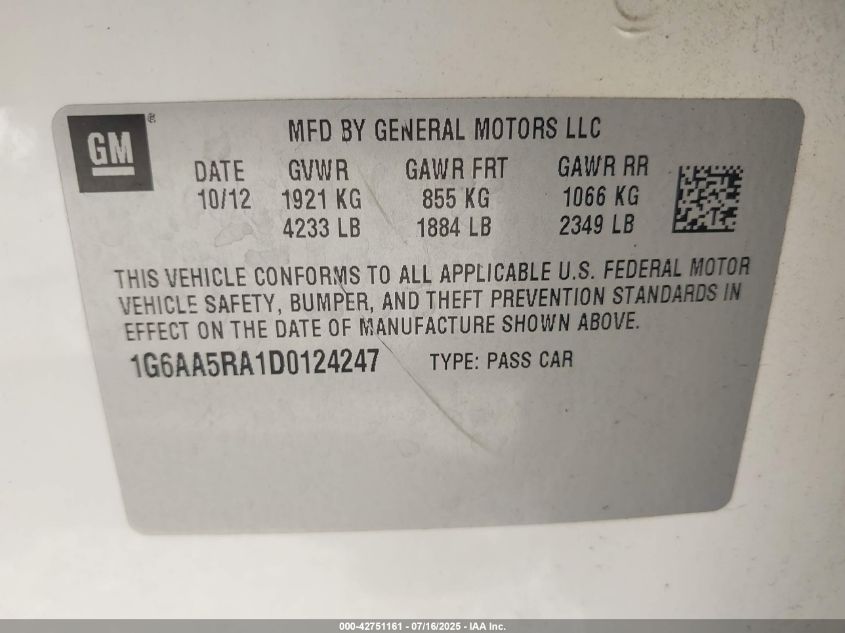 GM ®
MFD BY GENERAL MOTORS LLC
DATE GVWR GAWR FRT GAWR RR
10/12 1921 KG 855 KG 1066 KG
4233 LB 1884 LB 2349 LB
THIS VEHICLE CONFORMS TO ALL APPLICABLE U.S. FEDERAL MOTOR
VEHICLE SAFETY, BUMPER, AND THEFT PREVENTION STANDARDS IN
EFFECT ON THE DATE OF MANUFACTURE SHOWN ABOVE.
1G6AA5RA1D0124247 TYPE: PASS CAR
000-42751161 - 07/16/2025 - IAA Inc.